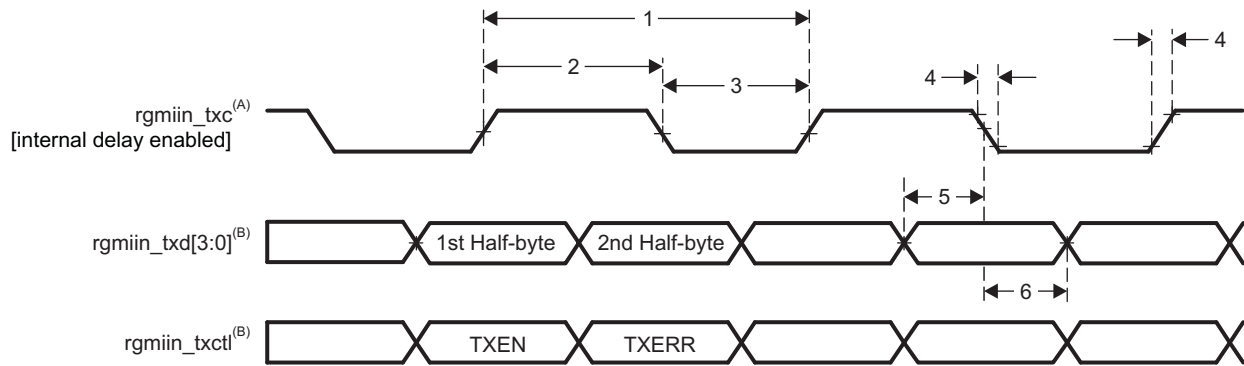 1
2
3
4
4
rgmiin_txc(A)
[internal delay enabled]
5
rgmiin_txd[3:0](B)
1st Half-byte
2nd Half-byte
6
rgmiin_txctl(B)
TXEN
TXERR